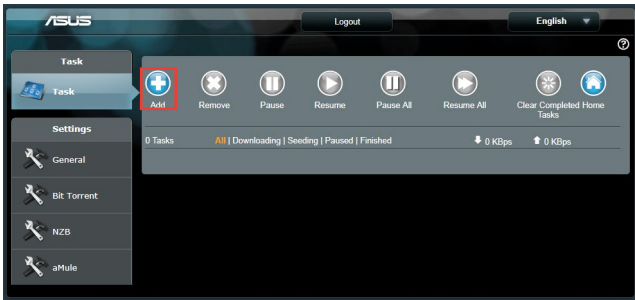 ASUS
Logout
English
?
Task
Task
Add
Remove
Pause
Resume
Pause All
Resume All
Clear Completed Tasks
Home
0 Tasks
All | Downloading | Seeding | Paused | Finished
0 KBps
0 KBps
Settings
General
Bit Torrent
NZB
aMule